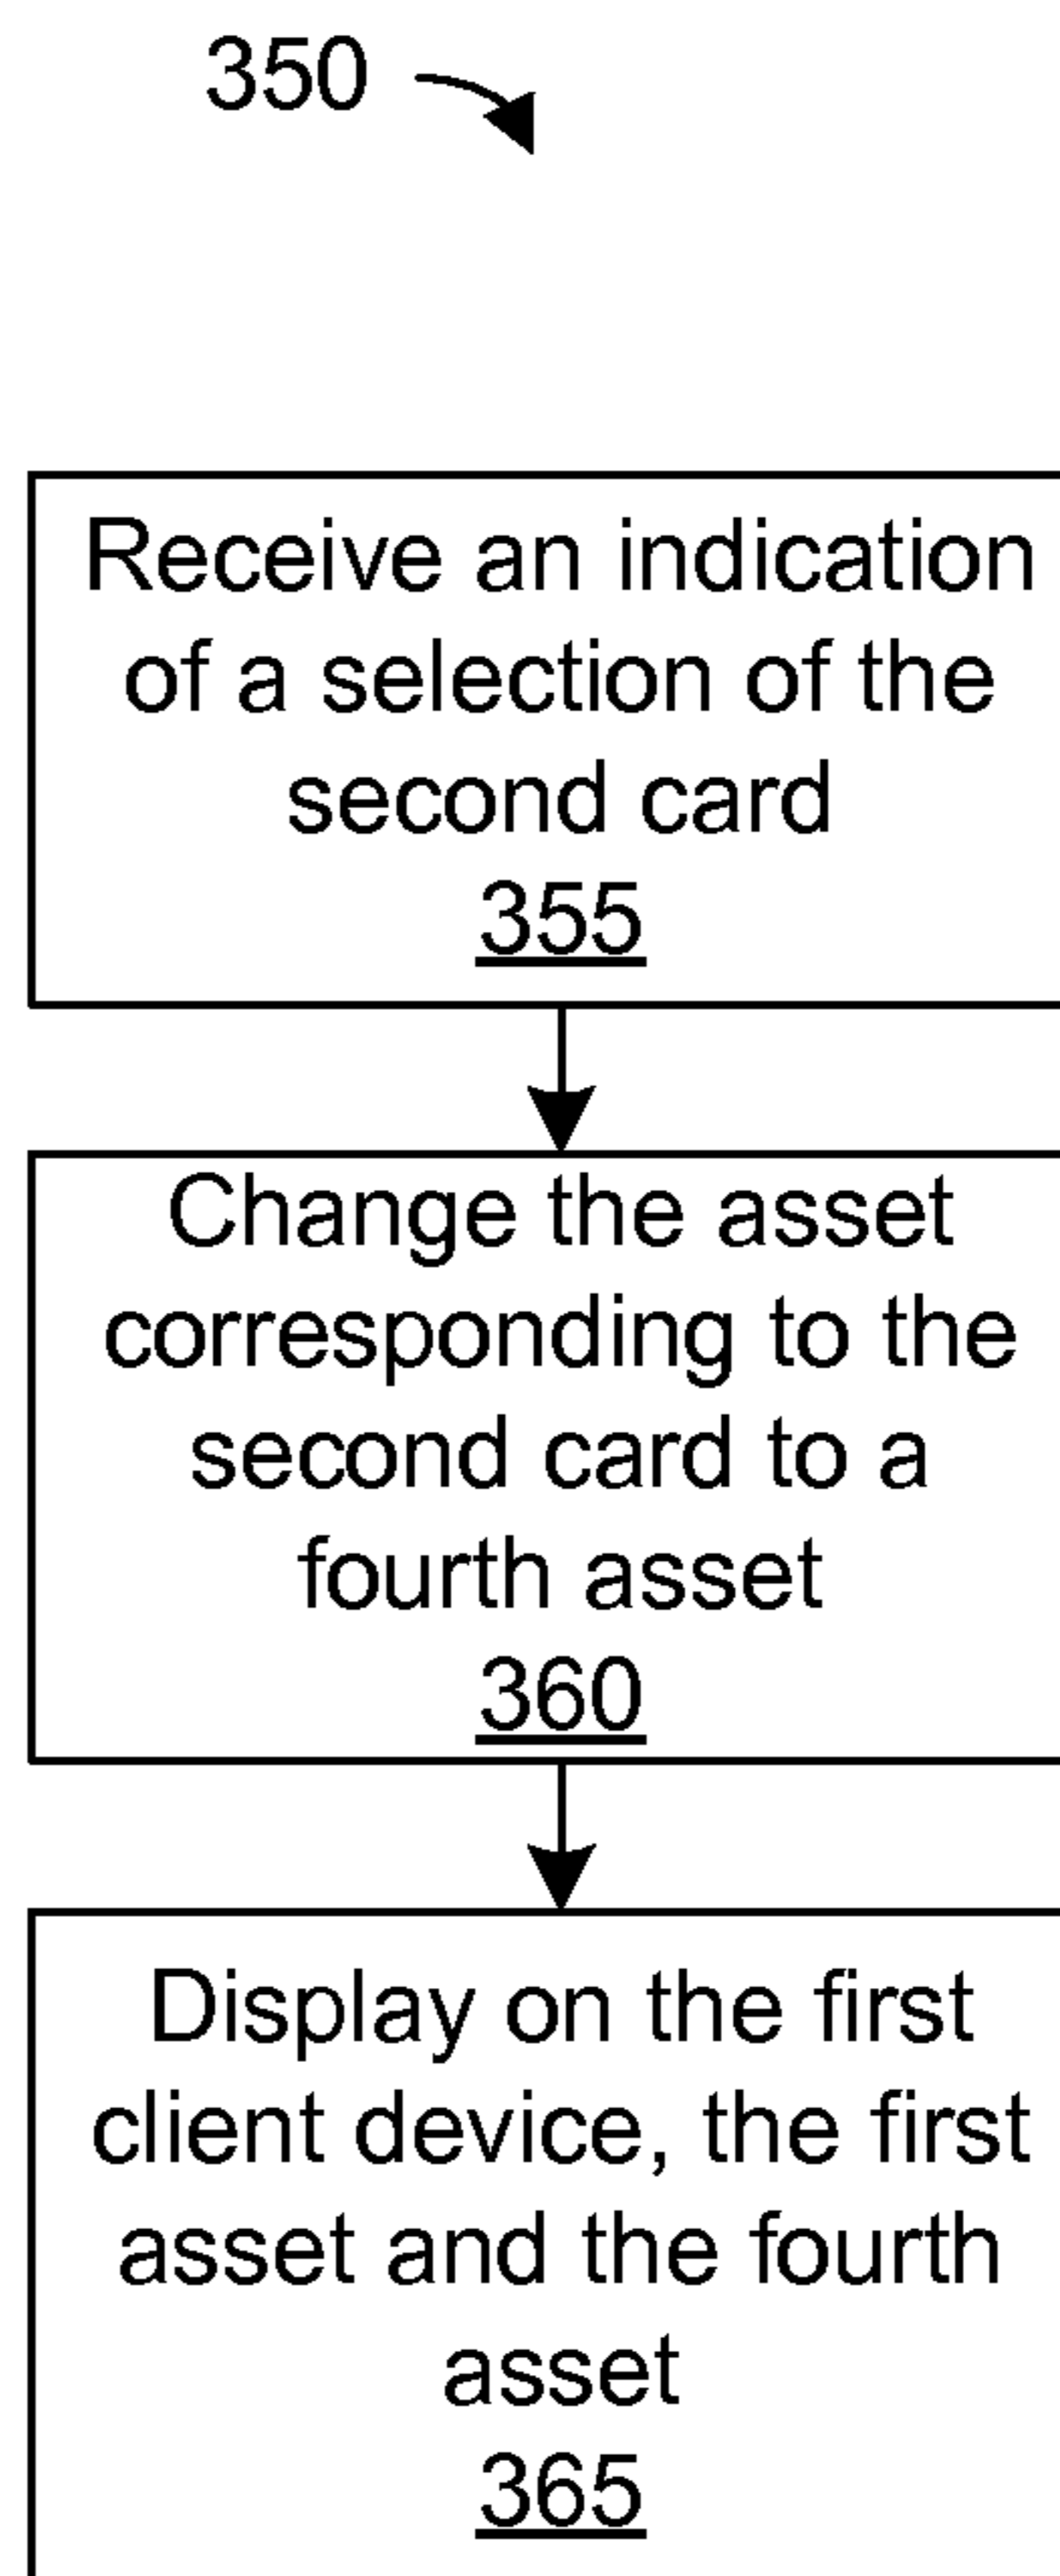 350
Receive an indication
of a selection of the
second card
355
Change the asset
corresponding to the
second card to a
fourth asset
360
Display on the first
client device, the first
asset and the fourth
asset
365